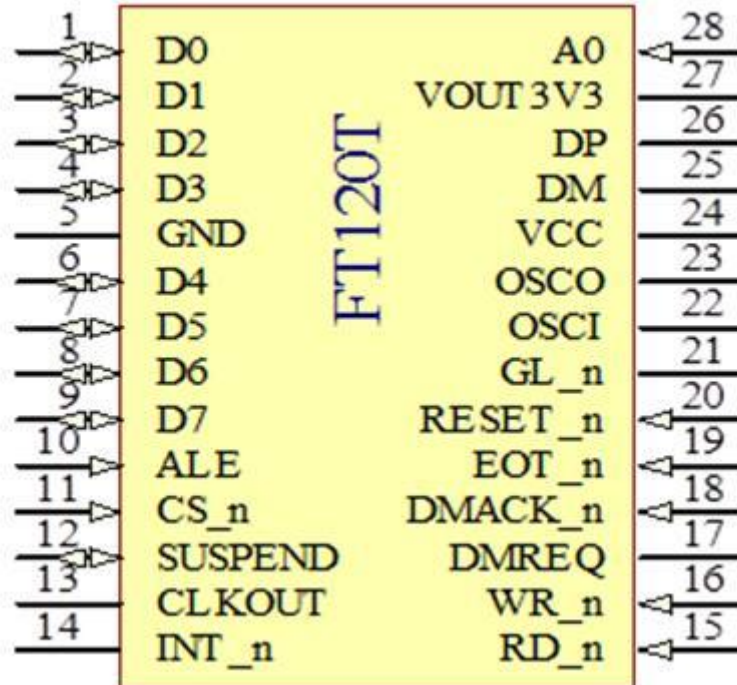 1 D0 A0 28
2 D1 VOUT3V3 27
3 D2 DP 26
4 D3 DM 25
5 GND VCC 24
6 D4 OSCO 23
7 D5 OSCI 22
8 D6 GL_n 21
9 D7 RESET_n 20
10 ALE EOT_n 19
11 CS_n DMACK_n 18
12 SUSPEND DMREQ 17
13 CLKOUT WR_n 16
14 INT_n RD_n 15
FT120T